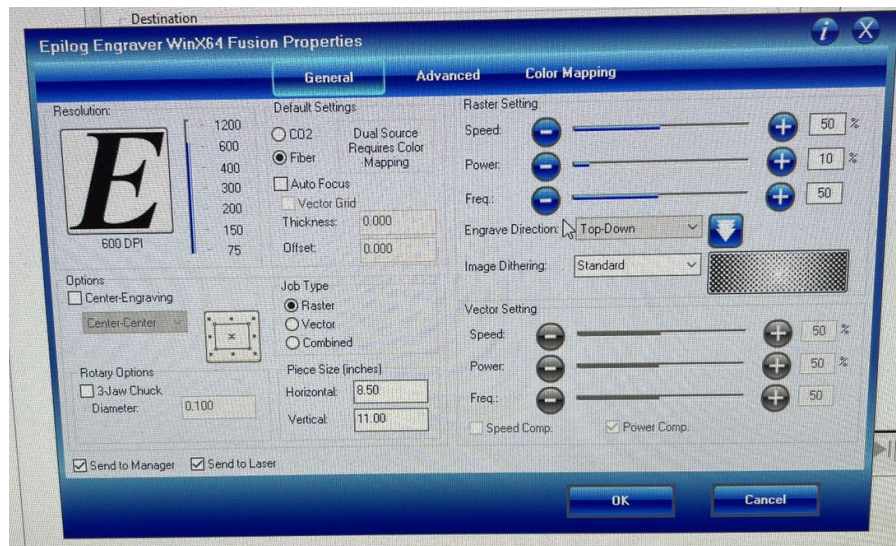 Destination
Epilog Engraver WinX64 Fusion Properties
i X
General Advanced Color Mapping
Resolution:
E
600 DPI
1200
600
400
300
200
150
75
Default Settings
CO2
Fiber
Dual Source
Requires Color
Mapping
Auto Focus
Vector Grid
Thickness: 0.000
Offset: 0.000
Raster Setting
Speed: 50 %
Power: 10 %
Freq.: 50
Engrave Direction: Top-Down
Image Dithering: Standard
Options
Center-Engraving
Center-Center
Job Type
Raster
Vector
Combined
Vector Setting
Speed: 50 %
Power: 50 %
Freq.: 50
Speed Comp. Power Comp.
Rotary Options
3-Jaw Chuck
Diameter: 0.100
Piece Size (inches)
Horizontal: 8.50
Vertical: 11.00
Send to Manager Send to Laser
OK Cancel